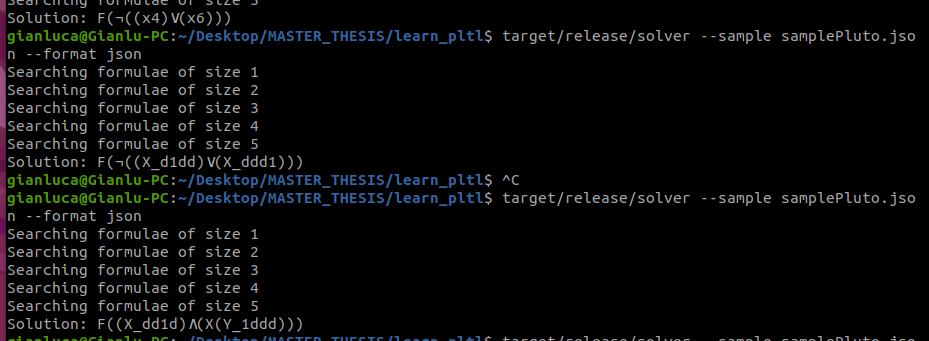 Searching formulae of size 5
Solution: F(¬((x4)V(x6)))
gianluca@Gianlu-PC:~/Desktop/MASTER_THESIS/learn_pltl$ target/release/solver --sample samplePluto.jso
n --format json
Searching formulae of size 1
Searching formulae of size 2
Searching formulae of size 3
Searching formulae of size 4
Searching formulae of size 5
Solution: F(¬((X_d1dd)V(X_ddd1)))
gianluca@Gianlu-PC:~/Desktop/MASTER_THESIS/learn_pltl$ ^C
gianluca@Gianlu-PC:~/Desktop/MASTER_THESIS/learn_pltl$ target/release/solver --sample samplePluto.jso
n --format json
Searching formulae of size 1
Searching formulae of size 2
Searching formulae of size 3
Searching formulae of size 4
Searching formulae of size 5
Solution: F((X_dd1d)Λ(X(Y_1ddd)))
gianluca@Gianlu-PC:~/Desktop/MASTER_THESIS/learn_pltl$ target/release/solver --sample samplePluto.jso